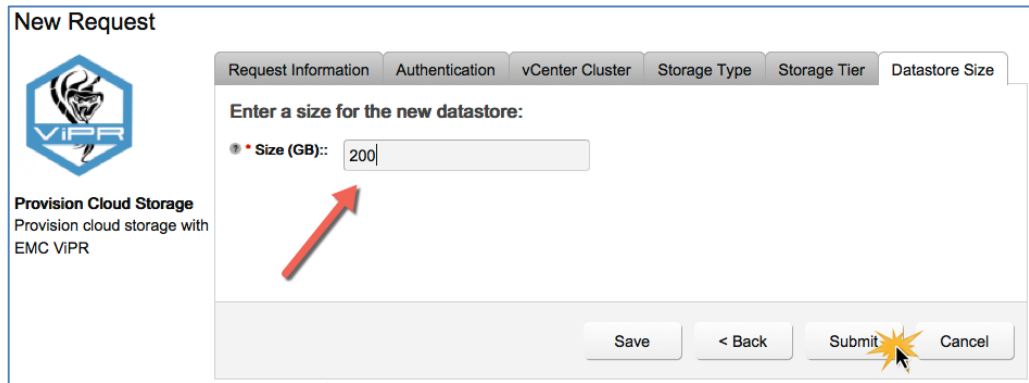 New Request
ViPR
Provision Cloud Storage
Provision cloud storage with
EMC ViPR
Request Information Authentication vCenter Cluster Storage Type Storage Tier Datastore Size
Enter a size for the new datastore:
? * Size (GB):: 200
Save < Back Submit Cancel